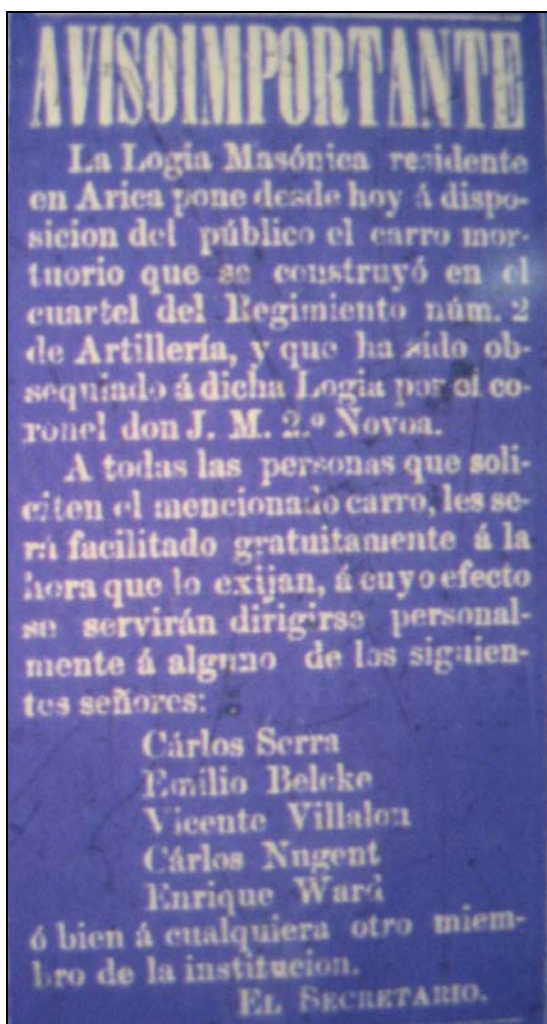 AVISO IMPORTANTE
La Logia Masónica residente
en Arica pone desde hoy á dispo-
sicion del público el carro mor-
tuorio que se construyó en el
cuartel del Regimiento núm. 2
de Artillería, y que ha sido ob-
sequiado á dicha Logia por el co-
ronel don J. M. 2.º Novoa.
A todas las personas que soli-
citen el mencionado carro, les se-
rá facilitado gratuitamente á la
hora que lo exijan, á cuyo efecto
se servirán dirigirse personal-
mente á alguno de los siguien-
tes señores:
Cárlos Serra
Emilio Belcke
Vicente Villalon
Cárlos Nugent
Enrique Ward
ó bien á cualquiera otro miem-
bro de la institucion.
EL SECRETARIO.